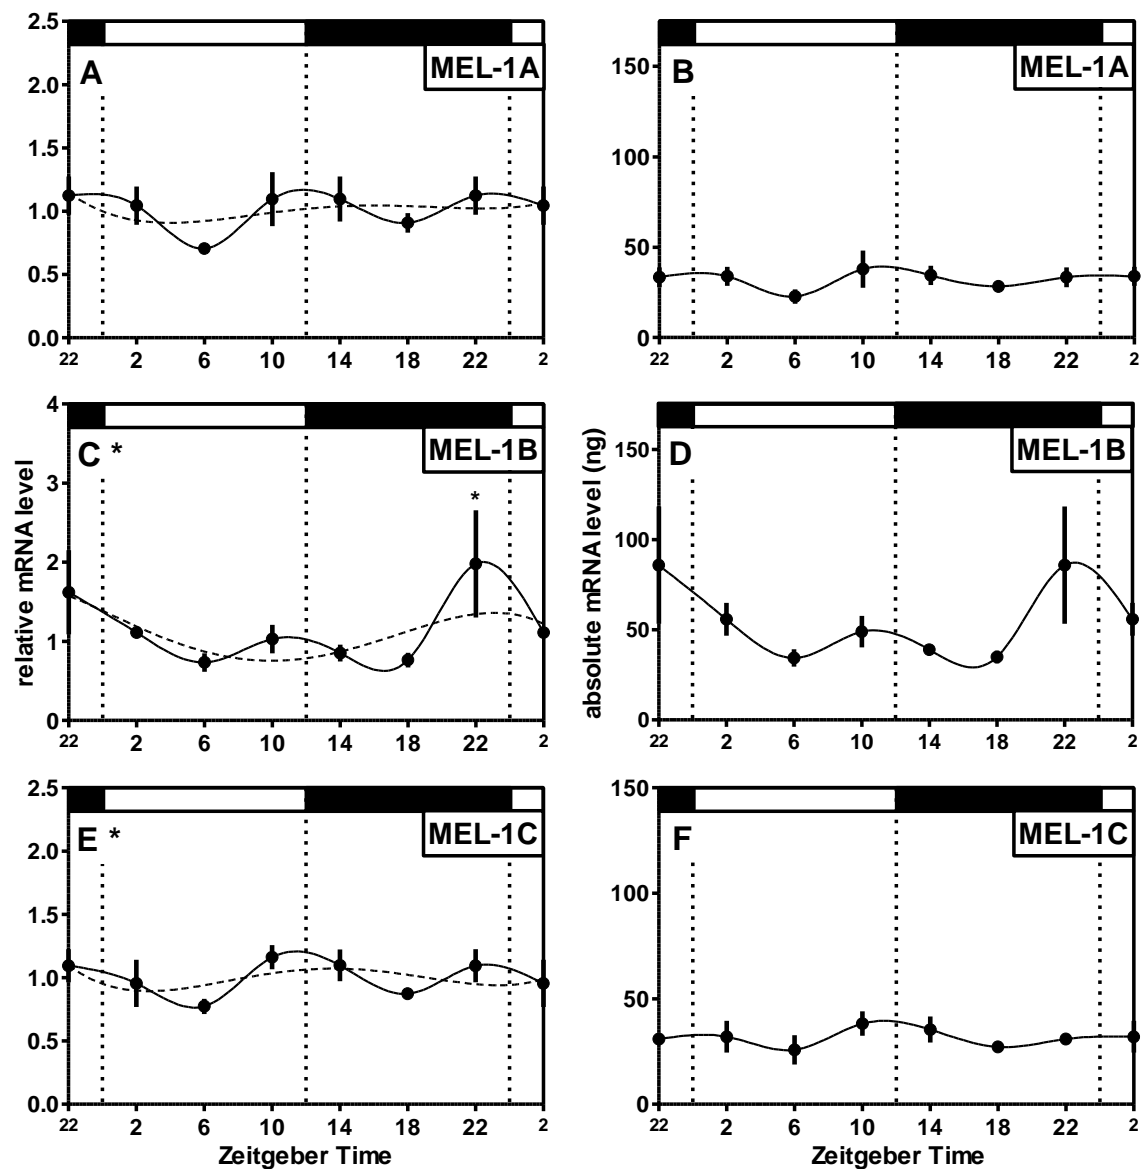 2.5
2.0
1.5
1.0
0.5
0.0
A
MEL-1A
22 2 6 10 14 18 22 2
150
100
50
0
B
MEL-1A
22 2 6 10 14 18 22 2
relative mRNA level
4
3
2
1
0
C *
MEL-1B
*
22 2 6 10 14 18 22 2
absolute mRNA level (ng)
150
100
50
0
D
MEL-1B
22 2 6 10 14 18 22 2
2.5
2.0
1.5
1.0
0.5
0.0
E *
MEL-1C
22 2 6 10 14 18 22 2
Zeitgeber Time
150
100
50
0
F
MEL-1C
22 2 6 10 14 18 22 2
Zeitgeber Time